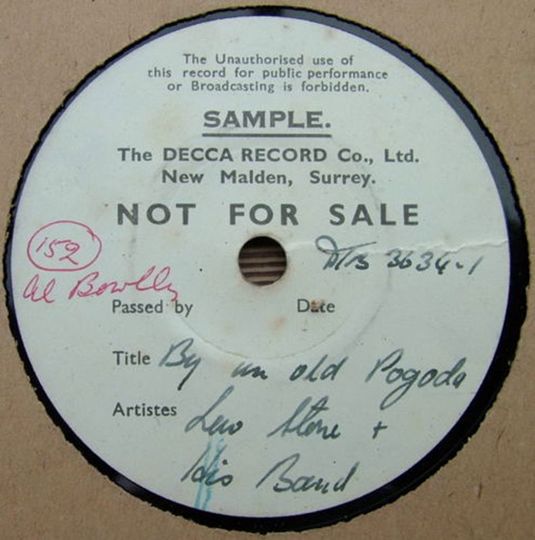 The Unauthorised use of
this record for public performance
or Broadcasting is forbidden.
SAMPLE.
The DECCA RECORD Co., Ltd.
New Malden, Surrey.
NOT FOR SALE
152
DTB 3634-1
Al Bowlly
Passed by Date
Title By an old Pogoda
Artistes Lew Stone +
his Band